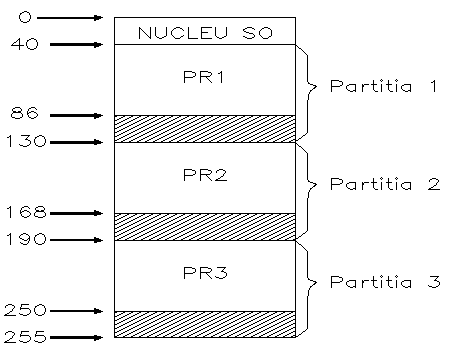 0
NUCLEU SO
40
PR1
Partitia 1
86
130
PR2
Partitia 2
168
190
PR3
Partitia 3
250
255